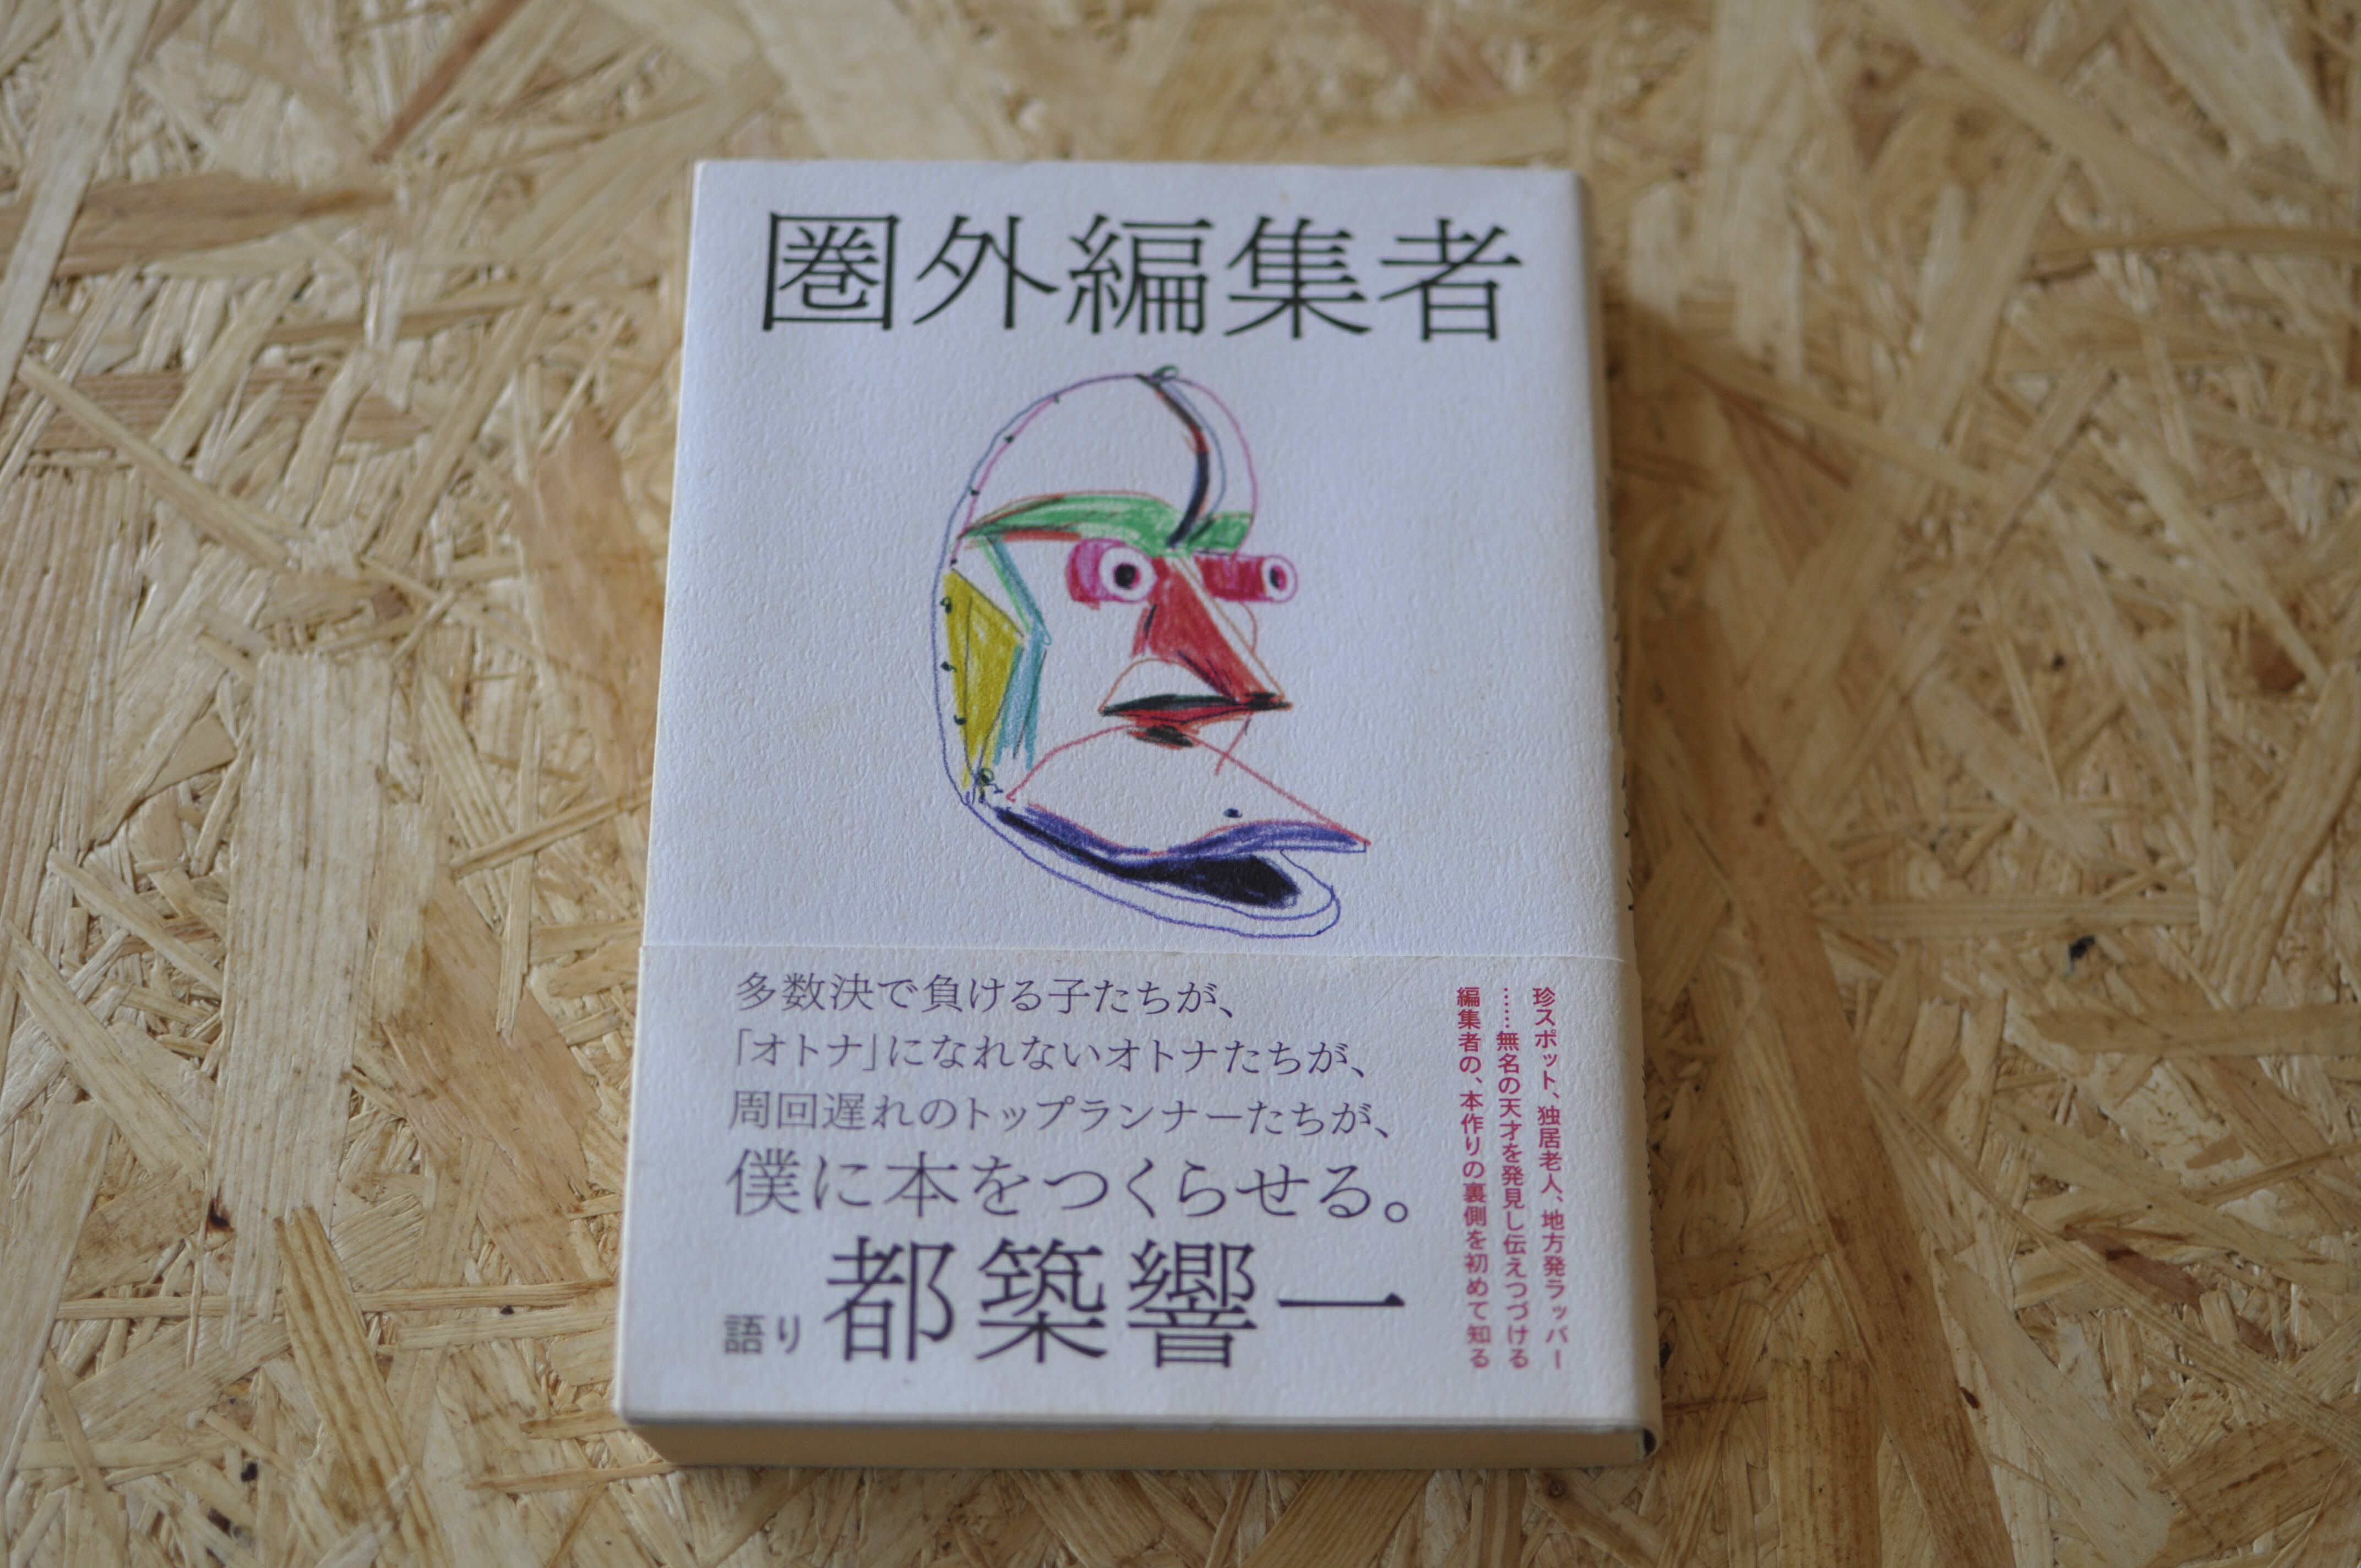 圏外編集者
多数決で負ける子たちが、
「オトナ」になれないオトナたちが、
周回遅れのトップランナーたちが、
僕に本をつくらせる。
語り 都築響一
珍スポット、独居老人、地方発ラッパー
……無名の天才を発見し伝えつづける
編集者の、本作りの裏側を初めて知る